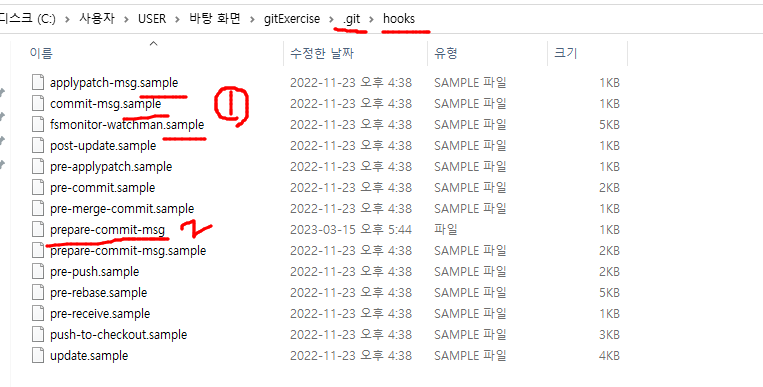 디스크 (C:) > 사용자 > USER > 바탕 화면 > gitExercise > .git > hooks
이름 수정한 날짜 유형 크기
applypatch-msg.sample 2022-11-23 오후 4:38 SAMPLE 파일 1KB
commit-msg.sample 2022-11-23 오후 4:38 SAMPLE 파일 1KB
①
fsmonitor-watchman.sample 2022-11-23 오후 4:38 SAMPLE 파일 5KB
post-update.sample 2022-11-23 오후 4:38 SAMPLE 파일 1KB
pre-applypatch.sample 2022-11-23 오후 4:38 SAMPLE 파일 1KB
pre-commit.sample 2022-11-23 오후 4:38 SAMPLE 파일 2KB
pre-merge-commit.sample 2022-11-23 오후 4:38 SAMPLE 파일 1KB
prepare-commit-msg 2 2023-03-15 오후 5:44 파일 1KB
prepare-commit-msg.sample 2022-11-23 오후 4:38 SAMPLE 파일 2KB
pre-push.sample 2022-11-23 오후 4:38 SAMPLE 파일 2KB
pre-rebase.sample 2022-11-23 오후 4:38 SAMPLE 파일 5KB
pre-receive.sample 2022-11-23 오후 4:38 SAMPLE 파일 1KB
push-to-checkout.sample 2022-11-23 오후 4:38 SAMPLE 파일 3KB
update.sample 2022-11-23 오후 4:38 SAMPLE 파일 4KB